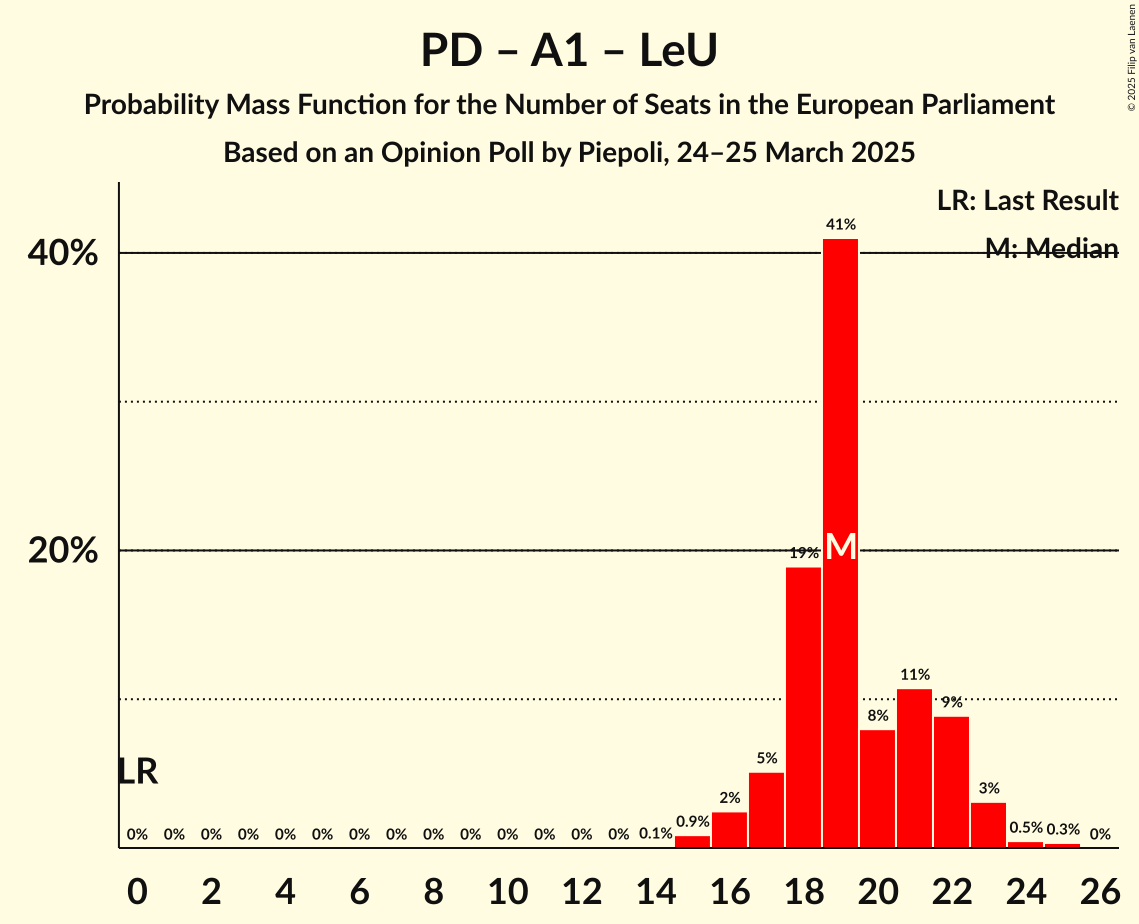 PD – A1 – LeU
Probability Mass Function for the Number of Seats in the European Parliament
Based on an Opinion Poll by Piepoli, 24–25 March 2025
© 2025 Filip van Laenen
LR: Last Result
M: Median
41%
40%
20%
19%
M
11%
9%
8%
5%
LR
3%
2%
0% 0% 0% 0% 0% 0% 0% 0% 0% 0% 0% 0% 0% 0% 0.1% 0.9% 0.5% 0.3% 0%
0 2 4 6 8 10 12 14 16 18 20 22 24 26